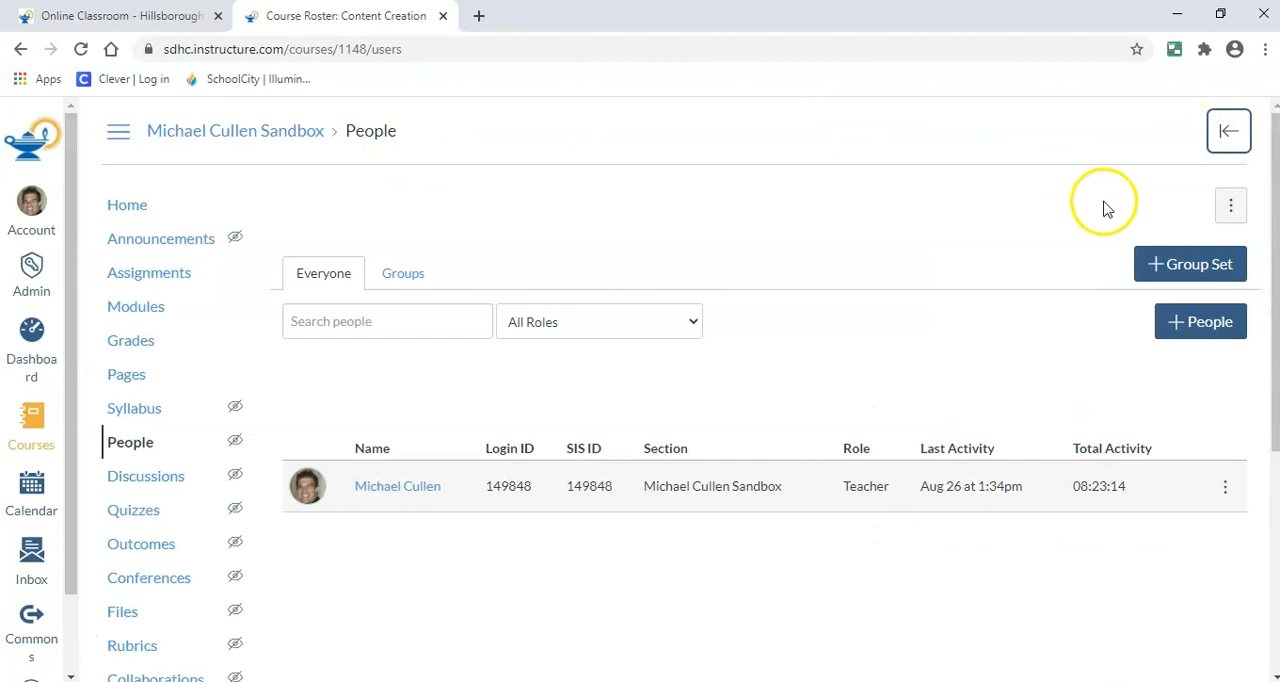 Online Classroom - Hillsborough
Course Roster: Content Creation
sdhc.instructure.com/courses/1148/users
Apps
Clever | Log in
SchoolCity | Illumin...
Michael Cullen Sandbox > People
Account
Admin
Dashboa
rd
Courses
Calendar
Inbox
Common
s
Home
Announcements
Assignments
Modules
Grades
Pages
Syllabus
People
Discussions
Quizzes
Outcomes
Conferences
Files
Rubrics
Collaborations
+ Group Set
Everyone Groups
Search people
All Roles
+ People
Name Login ID SIS ID Section Role Last Activity Total Activity
Michael Cullen 149848 149848 Michael Cullen Sandbox Teacher Aug 26 at 1:34pm 08:23:14